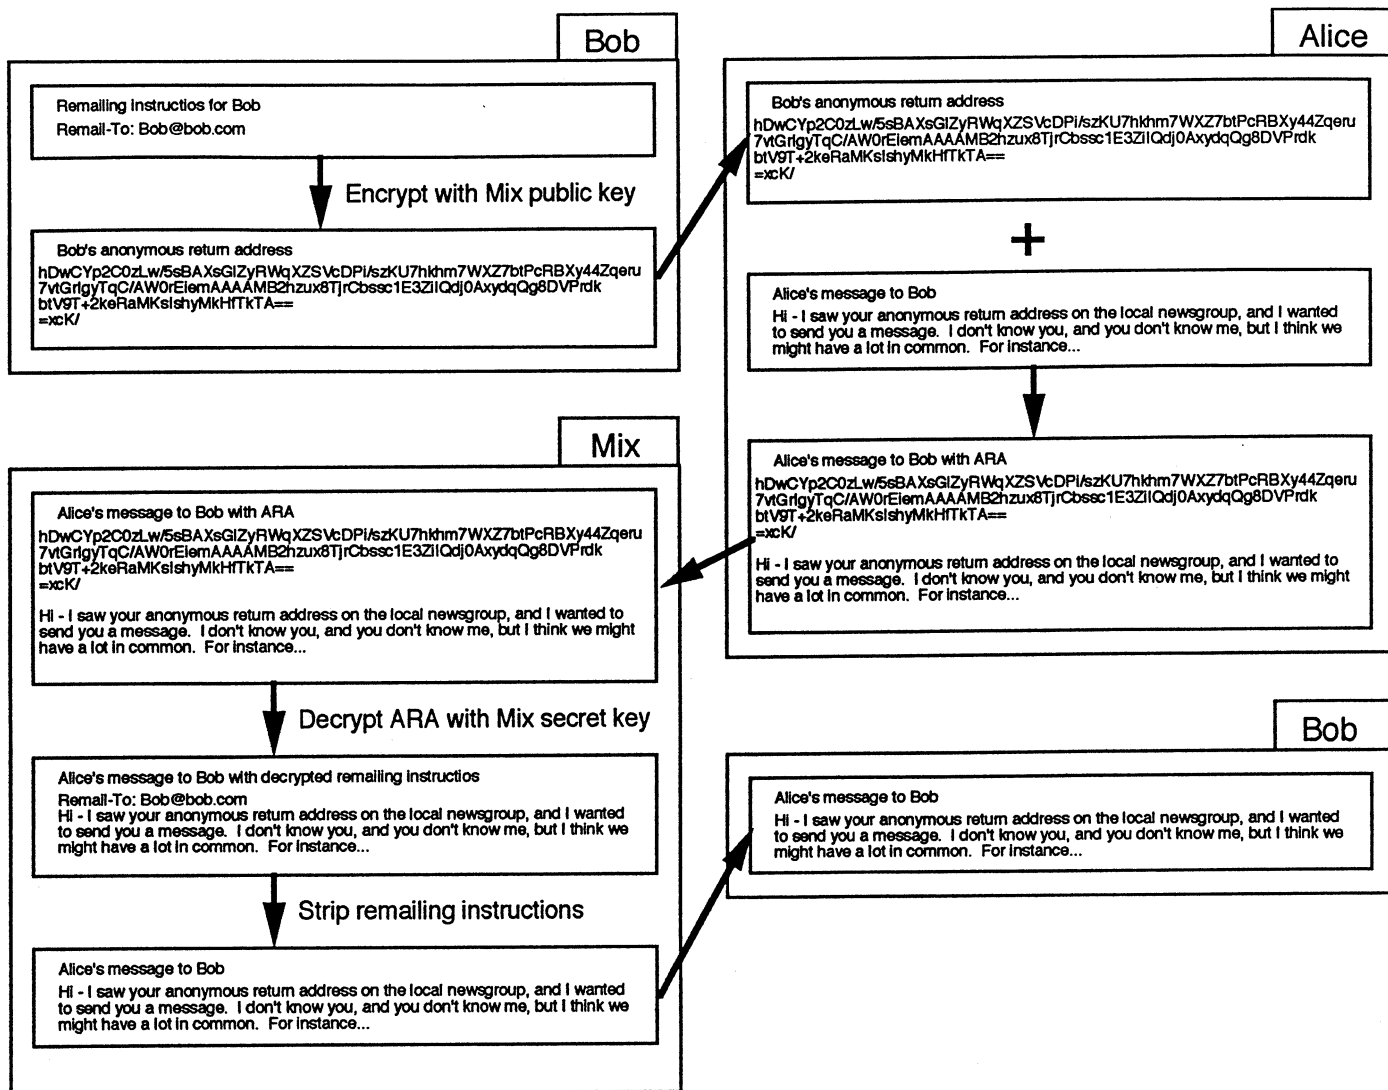 Bob
Remailing instructios for Bob
Remail-To: Bob@bob.com
Encrypt with Mix public key
Bob's anonymous return address
hDwCYp2C0zLw/5sBAXsGlZyRWqXZSVcDPi/szKU7hkhm7WXZ7btPcRBXy44Zqeru
7vtGrlgyTqC/AW0rEiemAAAAMB2hzux8TjrCbssc1E3ZiIQdj0AxydqQg8DVPrdk
btV9T+2keRaMKsIshyMkHfTkTA==
=xcK/
Alice
Bob's anonymous return address
hDwCYp2C0zLw/5sBAXsGlZyRWqXZSVcDPi/szKU7hkhm7WXZ7btPcRBXy44Zqeru
7vtGrlgyTqC/AW0rEiemAAAAMB2hzux8TjrCbssc1E3ZiIQdj0AxydqQg8DVPrdk
btV9T+2keRaMKsIshyMkHfTkTA==
=xcK/
+
Alice's message to Bob
Hi - I saw your anonymous return address on the local newsgroup, and I wanted
to send you a message. I don't know you, and you don't know me, but I think we
might have a lot in common. For instance...
Alice's message to Bob with ARA
hDwCYp2C0zLw/5sBAXsGlZyRWqXZSVcDPi/szKU7hkhm7WXZ7btPcRBXy44Zqeru
7vtGrlgyTqC/AW0rEiemAAAAMB2hzux8TjrCbssc1E3ZiIQdj0AxydqQg8DVPrdk
btV9T+2keRaMKsIshyMkHfTkTA==
=xcK/
Hi - I saw your anonymous return address on the local newsgroup, and I wanted to
send you a message. I don't know you, and you don't know me, but I think we might
have a lot in common. For instance...
Mix
Alice's message to Bob with ARA
hDwCYp2C0zLw/5sBAXsGlZyRWqXZSVcDPi/szKU7hkhm7WXZ7btPcRBXy44Zqeru
7vtGrlgyTqC/AW0rEiemAAAAMB2hzux8TjrCbssc1E3ZiIQdj0AxydqQg8DVPrdk
btV9T+2keRaMKsIshyMkHfTkTA==
=xcK/
Hi - I saw your anonymous return address on the local newsgroup, and I wanted to
send you a message. I don't know you, and you don't know me, but I think we might
have a lot in common. For instance...
Decrypt ARA with Mix secret key
Alice's message to Bob with decrypted remailing instructios
Remail-To: Bob@bob.com
Hi - I saw your anonymous return address on the local newsgroup, and I wanted
to send you a message. I don't know you, and you don't know me, but I think we
might have a lot in common. For instance...
Strip remailing instructions
Alice's message to Bob
Hi - I saw your anonymous return address on the local newsgroup, and I wanted
to send you a message. I don't know you, and you don't know me, but I think we
might have a lot in common. For instance...
Bob
Alice's message to Bob
Hi - I saw your anonymous return address on the local newsgroup, and I wanted
to send you a message. I don't know you, and you don't know me, but I think we
might have a lot in common. For instance...